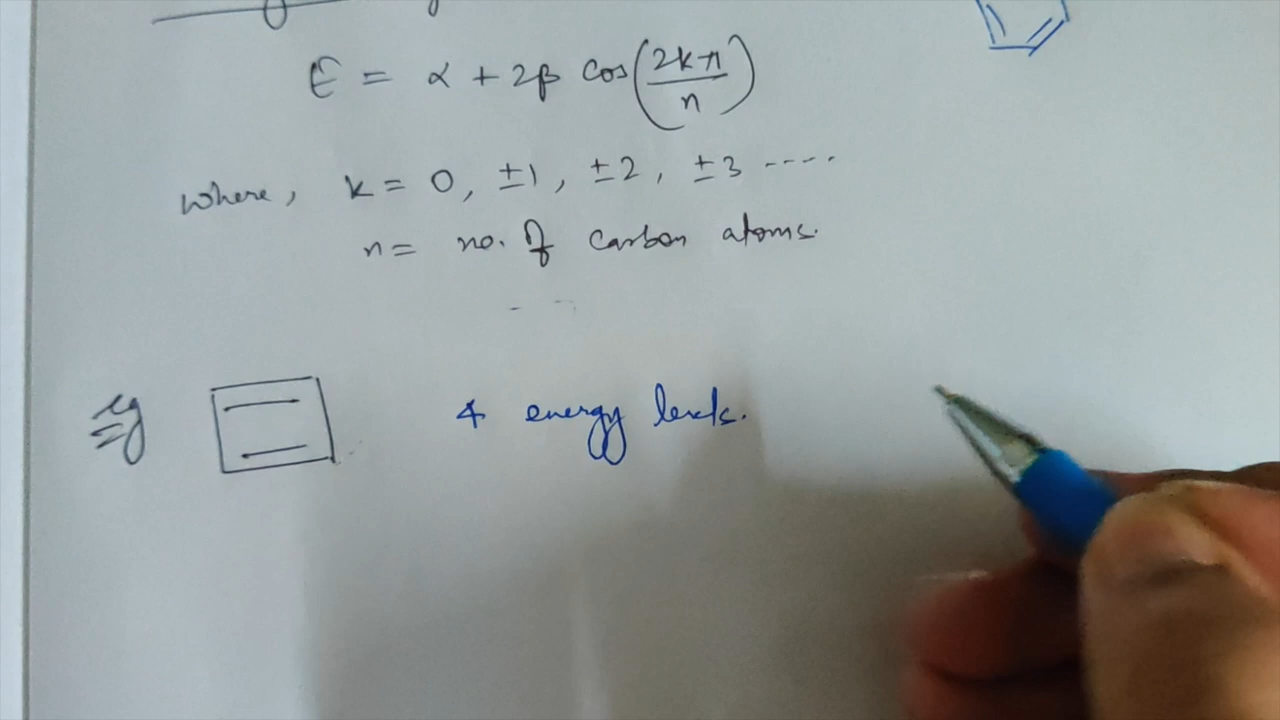 E = α + 2β cos(2kπ/n)
where, k = 0, ±1, ±2, ±3 ----.
n = no. of carbon atoms.
eg 4 energy levels.